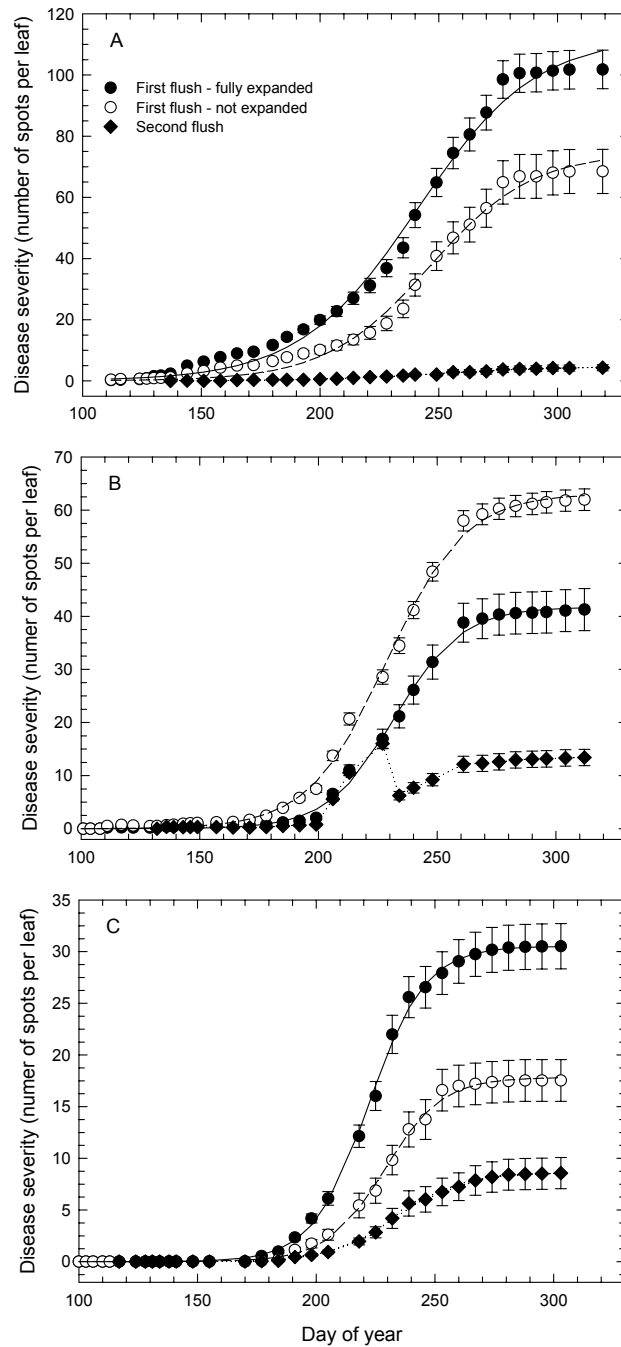 A
First flush - fully expanded
First flush - not expanded
Second flush
Disease severity (number of spots per leaf)
120
100
80
60
40
20
0
100 150 200 250 300
B
Disease severity (numer of spots per leaf)
70
60
50
40
30
20
10
0
100 150 200 250 300
C
Disease severity (numer of spots per leaf)
35
30
25
20
15
10
5
0
100 150 200 250 300
Day of year